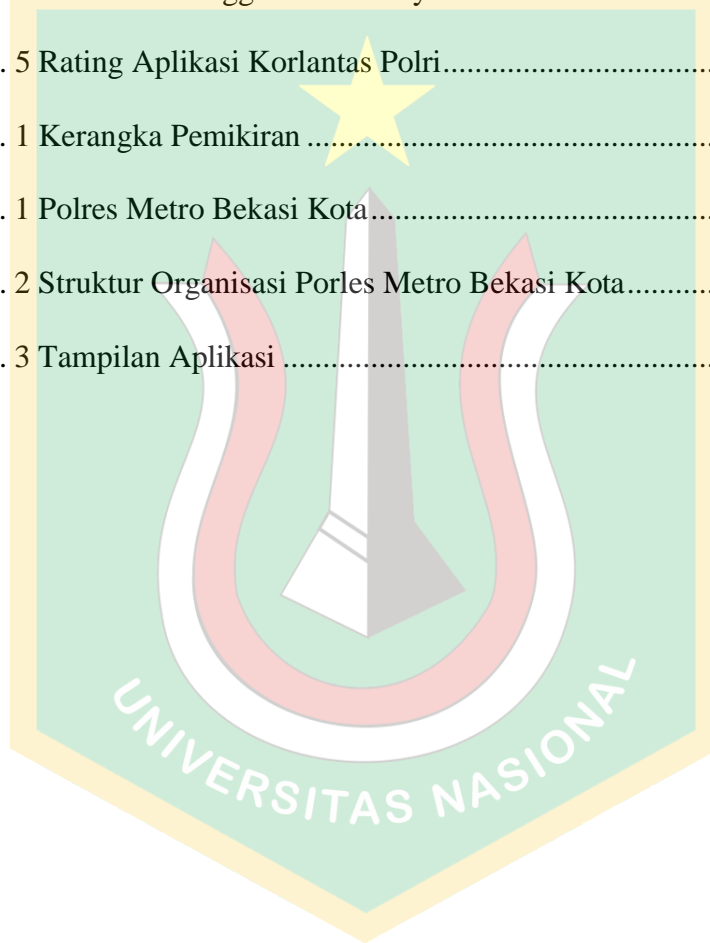 . 5 Rating Aplikasi Korlantas Polri..........................................
. 1 Kerangka Pemikiran ..........................................................
. 1 Polres Metro Bekasi Kota....................................................
. 2 Struktur Organisasi Porles Metro Bekasi Kota...........
. 3 Tampilan Aplikasi ..............................................................
UNIVERSITAS NASIONAL